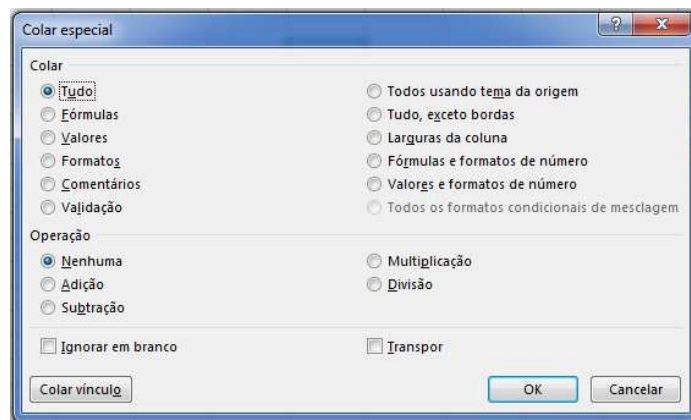 Colar especial
Colar
Tudo
Todos usando tema da origem
Fórmulas
Tudo, exceto bordas
Valores
Larguras da coluna
Formatos
Fórmulas e formatos de número
Comentários
Valores e formatos de número
Validação
Todos os formatos condicionais de mesclagem
Operação
Nenhuma
Multiplicação
Adição
Divisão
Subtração
Ignorar em branco
Transpor
Colar vínculo
OK
Cancelar